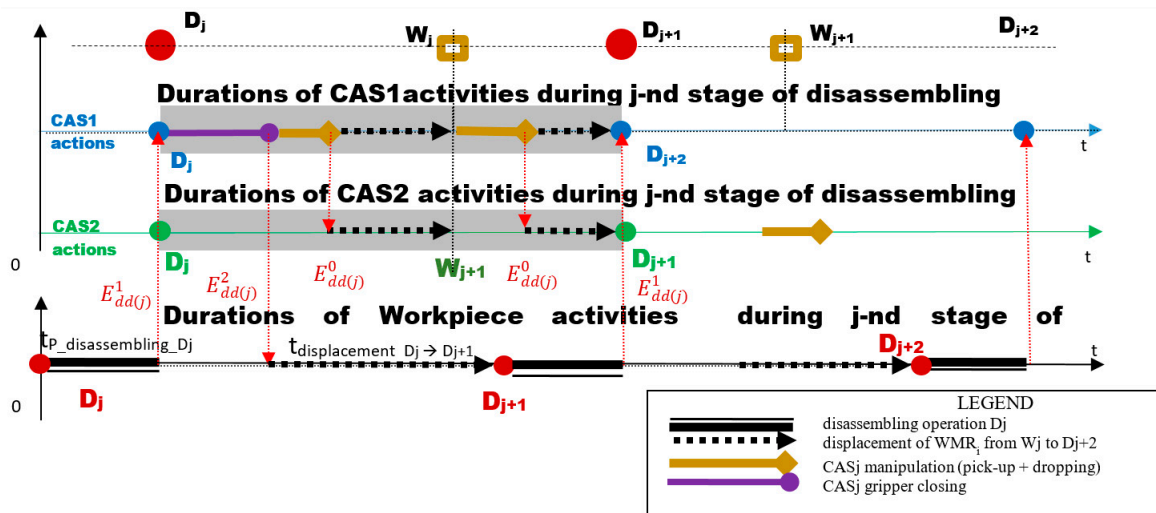 Dj Wj Dj+1 Wj+1 Dj+2
Durations of CAS1 activities during j-nd stage of disassembling
CAS1
actions
t
Dj Dj+2
Durations of CAS2 activities during j-nd stage of disassembling
CAS2
actions
t
0
Dj Wj+1 Dj+1
E¹dd(j) E²dd(j) E⁰dd(j) E⁰dd(j) E¹dd(j)
Durations of Workpiece activities during j-nd stage of
tP_disassembling_Dj tdisplacement Dj → Dj+1 Dj+2 t
0
Dj Dj+1
LEGEND
disassembling operation Dj
displacement of WMRi from Wj to Dj+2
CASj manipulation (pick-up + dropping)
CASj gripper closing